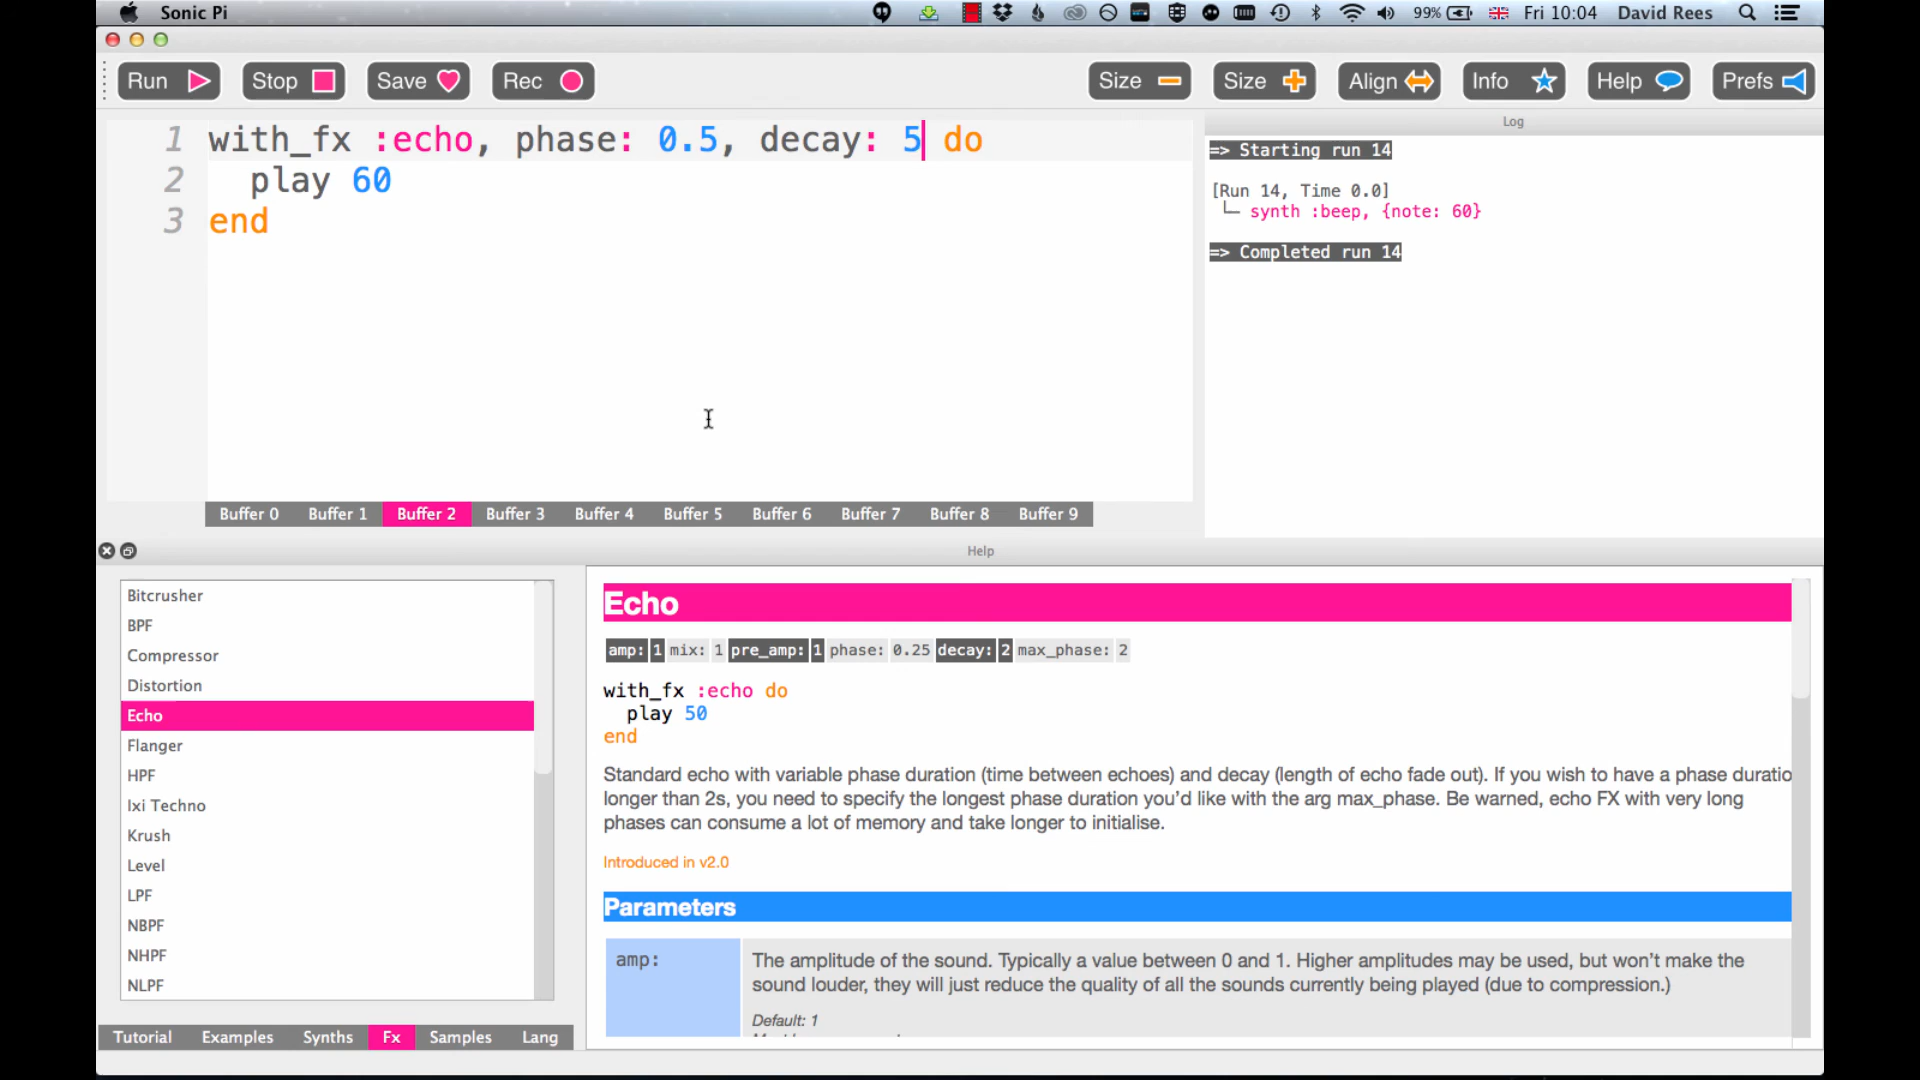 Sonic Pi
99%
Fri 10:04
David Rees
Run
Stop
Save
Rec
Size
Size
Align
Info
Help
Prefs
1 with_fx :echo, phase: 0.5, decay: 5 do
2 play 60
3 end
Log
=> Starting run 14
[Run 14, Time 0.0]
synth :beep, {note: 60}
=> Completed run 14
Buffer 0 Buffer 1 Buffer 2 Buffer 3 Buffer 4 Buffer 5 Buffer 6 Buffer 7 Buffer 8 Buffer 9
Help
Bitcrusher
BPF
Compressor
Distortion
Echo
Flanger
HPF
Ixi Techno
Krush
Level
LPF
NBPF
NHPF
NLPF
Tutorial Examples Synths Fx Samples Lang
Echo
amp: 1 mix: 1 pre_amp: 1 phase: 0.25 decay: 2 max_phase: 2
with_fx :echo do
play 50
end
Standard echo with variable phase duration (time between echoes) and decay (length of echo fade out). If you wish to have a phase duratio
longer than 2s, you need to specify the longest phase duration you'd like with the arg max_phase. Be warned, echo FX with very long
phases can consume a lot of memory and take longer to initialise.
Introduced in v2.0
Parameters
amp:
The amplitude of the sound. Typically a value between 0 and 1. Higher amplitudes may be used, but won't make the
sound louder, they will just reduce the quality of all the sounds currently being played (due to compression.)
Default: 1